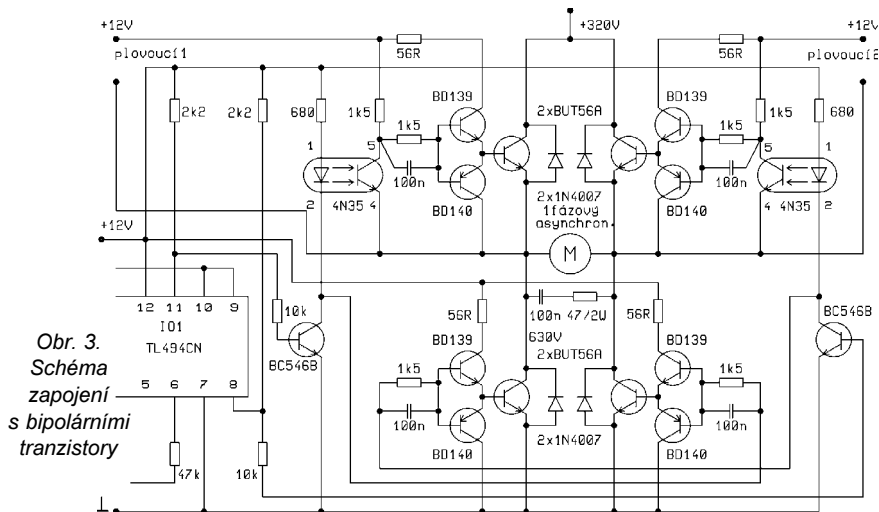 +12V
+320V
+12V
plovoucí1
56R
56R
plovoucí2
2k2
2k2
680
1k5
BD139
2xBUT56A
BD139
1k5
680
1
5
1k5
1k5
5
1
100n
100n
2
4N35
4
BD140
2x1N4007
BD140
4
4N35
2
1fázový
asynchron.
+12V
M
12
11
10
9
IO1
TL494CN
5
6
7
8
10k
BC546B
56R
100n
47/2W
56R
630V
BC546B
BD139
2xBUT56A
BD139
1k5
1k5
100n
100n
BD140
2x1N4007
BD140
47k
10k
Obr. 3.
Schéma
zapojení
s bipolárními
tranzistory